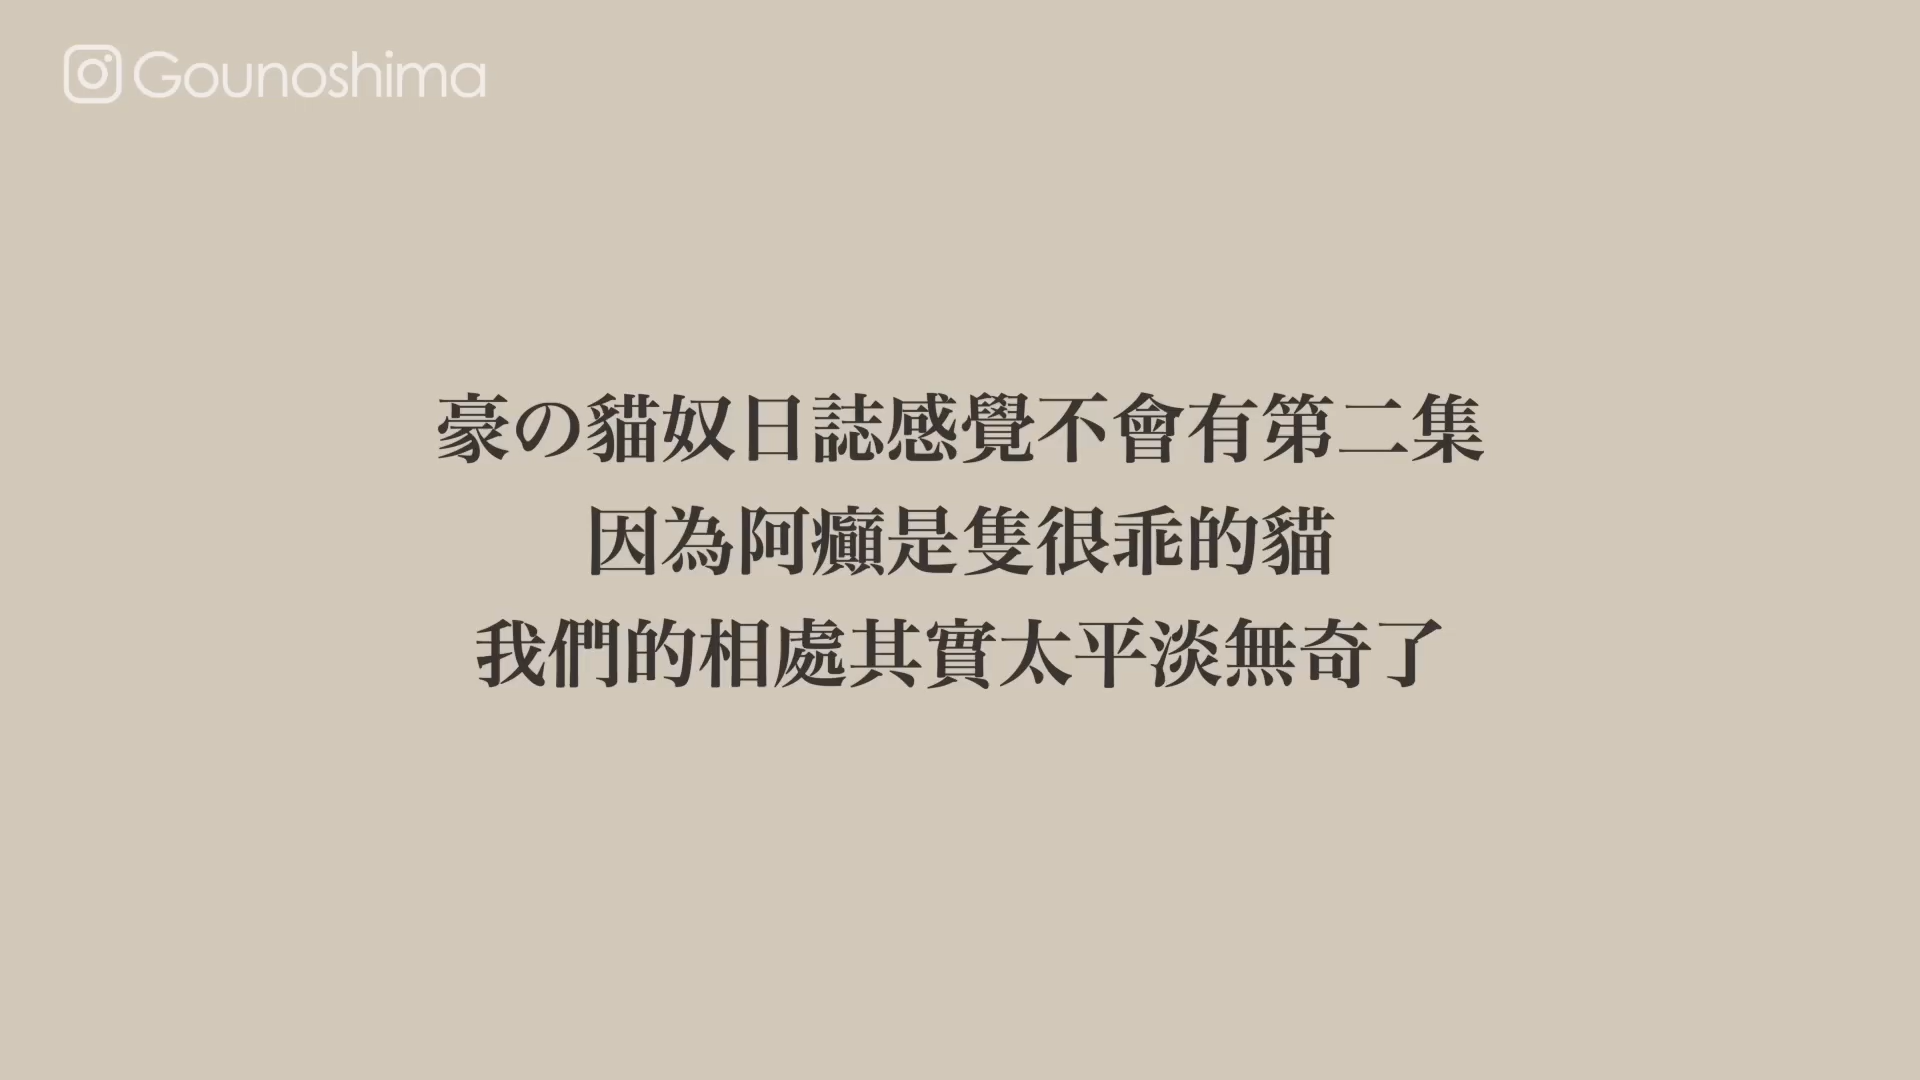 Gounoshima
豪の貓奴日誌感覺不會有第二集
因為阿癲是隻很乖的貓
我們的相處其實太平淡無奇了